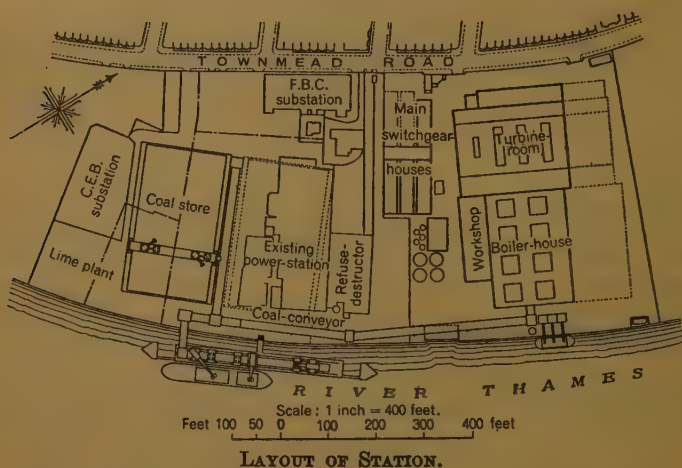 TOWNMEAD ROAD
F.B.C.
substation
Main
switchgear
houses
Turbine-
room
C.E.B.
substation
Coal store
Lime plant
Existing
power-station
Refuse-
destructor
Workshop
Boiler-house
Coal-conveyor
RIVER THAMES
Scale: 1 inch = 400 feet.
Feet 100 50 0 100 200 300 400 feet
LAYOUT OF STATION.